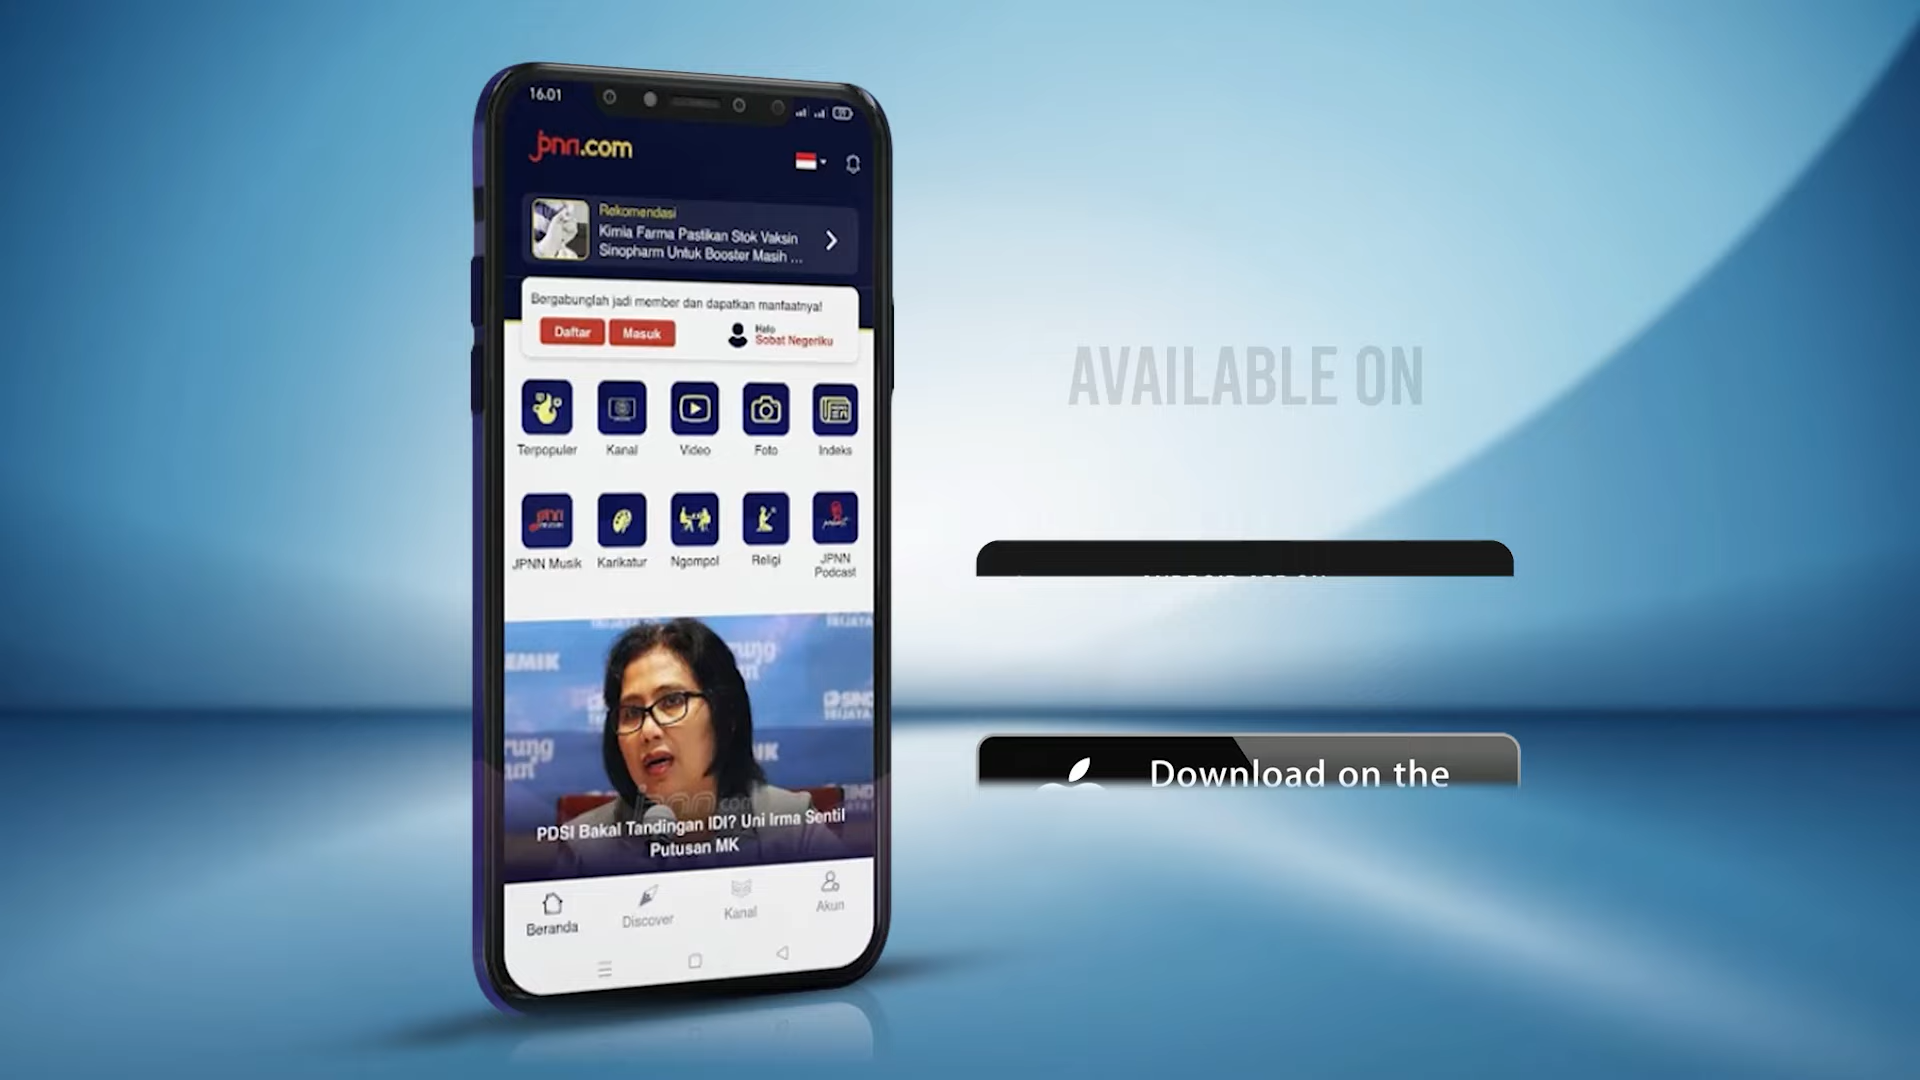 16.01
jpnn.com
Rekomendasi
Kimia Farma Pastikan Stok Vaksin
Sinopharm Untuk Booster Masih ...
Bergabunglah jadi member dan dapatkan manfaatnya!
Daftar
Masuk
Halo
Sobat Negeriku
Terpopuler
Kanal
Video
Foto
Indeks
JPNN Musik
Karikatur
Ngompol
Religi
JPNN
Podcast
PDSI Bakal Tandingan IDI? Uni Irma Sentil
Putusan MK
Beranda
Discover
Kanal
Akun
AVAILABLE ON
Download on the